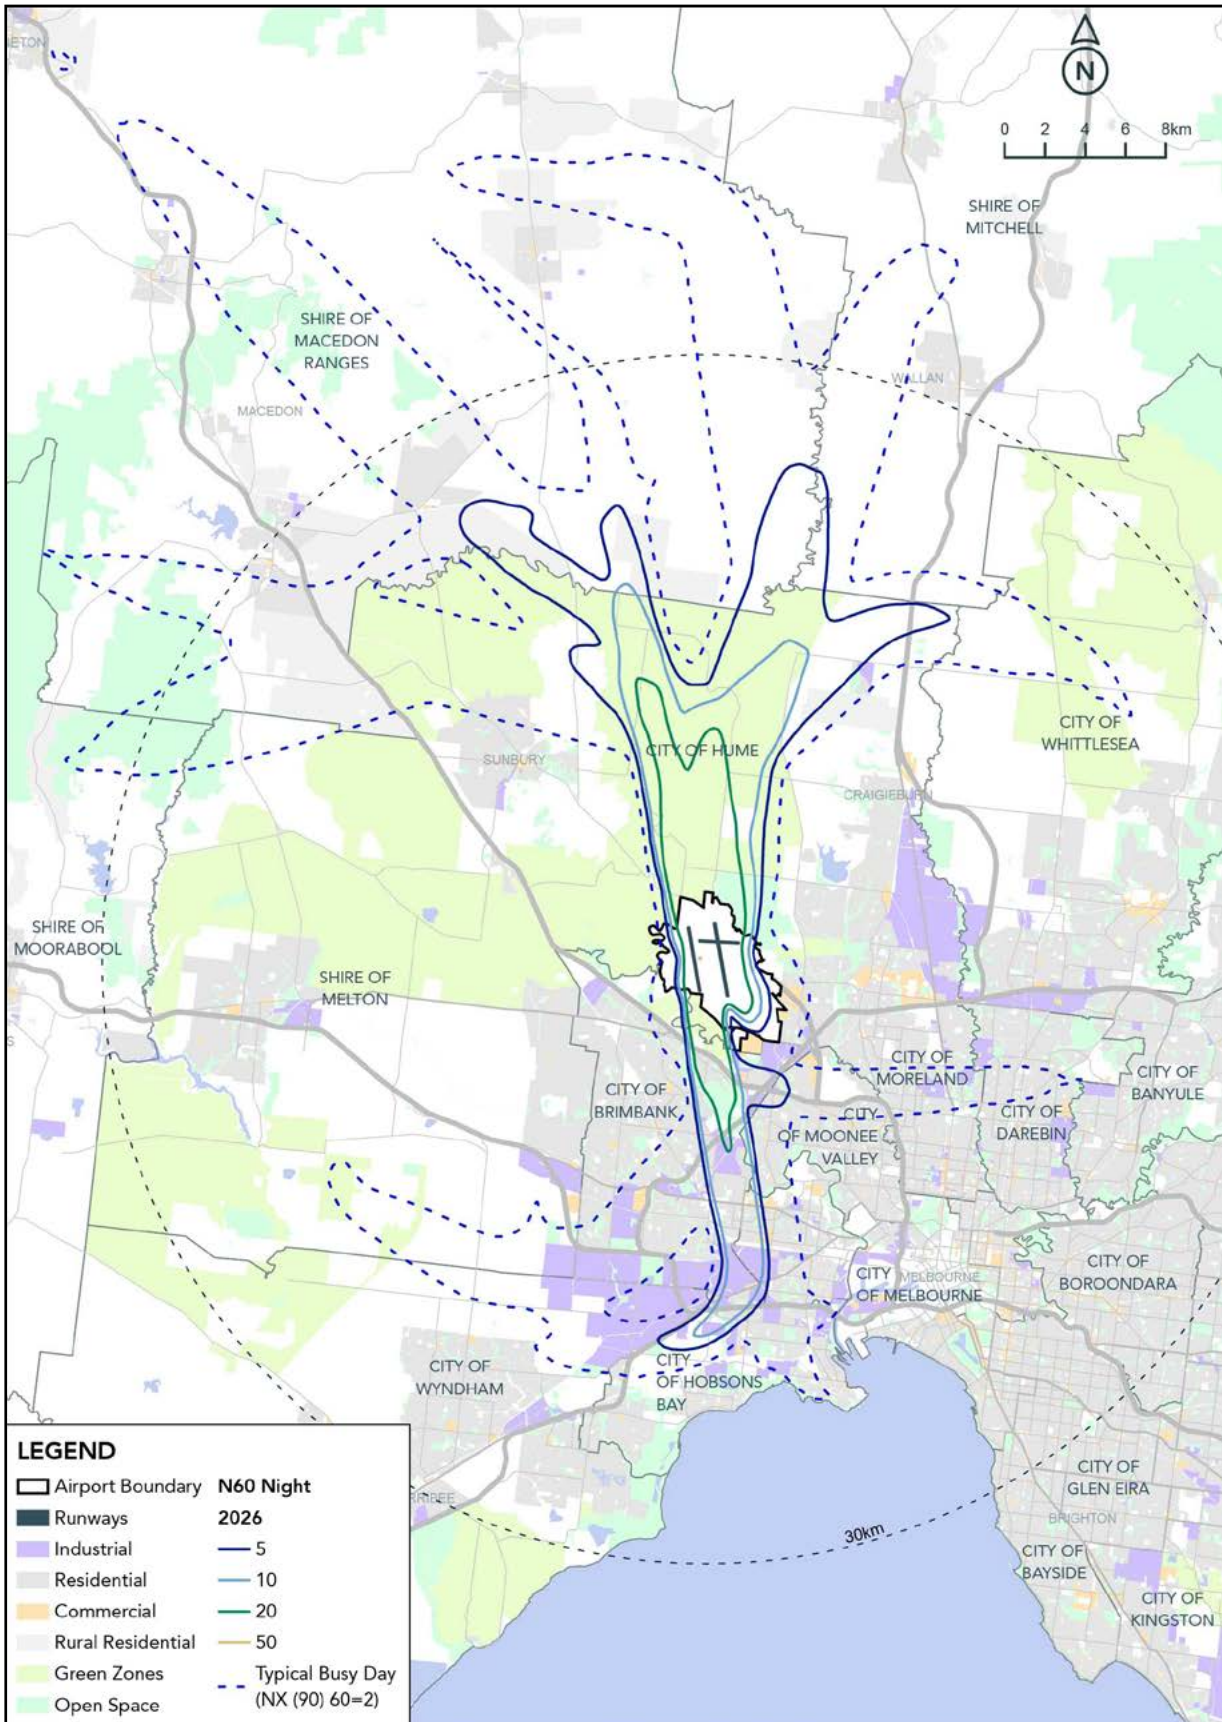 ETON
N
0 2 4 6 8km
SHIRE OF
MITCHELL
SHIRE OF
MACEDON
RANGES
WALLAN
MACEDON
CITY OF
WHITTLESEA
CITY OF HUME
SUNBURY
CRAIGIEBURN
SHIRE OF
MOORABOOL
SHIRE OF
MELTON
S
CITY OF
MORELAND
CITY OF
BANYULE
CITY OF
BRIMBANK
CITY
OF MOONEE
VALLEY
CITY OF
DAREBIN
CITY OF
BOROONDARA
CITY
OF MELBOURNE
MELBOURNE
CITY OF
WYNDHAM
CITY
OF HOBSONS
BAY
CITY OF
GLEN EIRA
RRIBEE
BRIGHTON
30km
CITY OF
BAYSIDE
CITY OF
KINGSTON
LEGEND
Airport Boundary
Runways
Industrial
Residential
Commercial
Rural Residential
Green Zones
Open Space
N60 Night
2026
5
10
20
50
Typical Busy Day
(NX (90) 60=2)